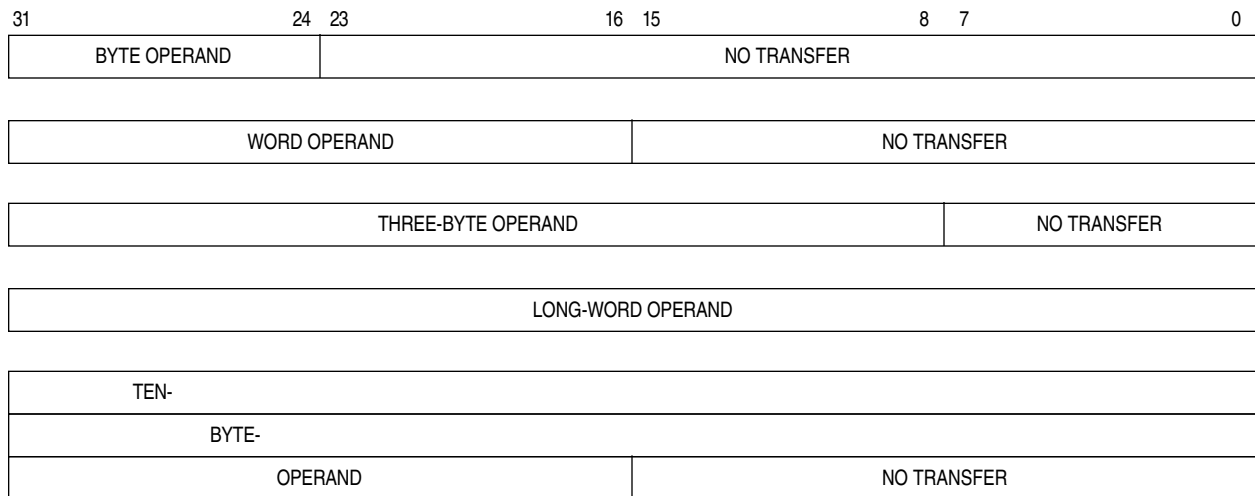 31 24 23 16 15 8 7 0
BYTE OPERAND NO TRANSFER
WORD OPERAND NO TRANSFER
THREE-BYTE OPERAND NO TRANSFER
LONG-WORD OPERAND
TEN-
BYTE-
OPERAND NO TRANSFER